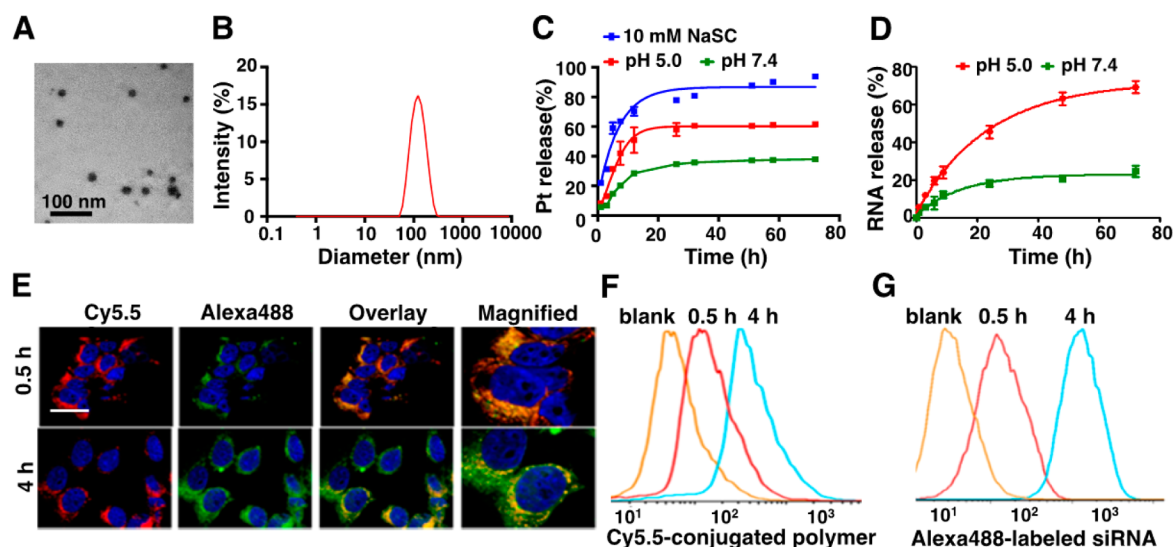 A
100 nm
B
Intensity (%)
20
15
10
5
0
0.1 1 10 100 1000 10000
Diameter (nm)
C
10 mM NaSC
pH 5.0 pH 7.4
Pt release(%)
100
80
60
40
20
0
0 20 40 60 80
Time (h)
D
pH 5.0 pH 7.4
RNA release (%)
80
60
40
20
0
0 20 40 60 80
Time (h)
E
Cy5.5 Alexa488 Overlay Magnified
0.5 h
4 h
F
blank 0.5 h 4 h
10¹ 10² 10³
Cy5.5-conjugated polymer
G
blank 0.5 h 4 h
10¹ 10² 10³
Alexa488-labeled siRNA